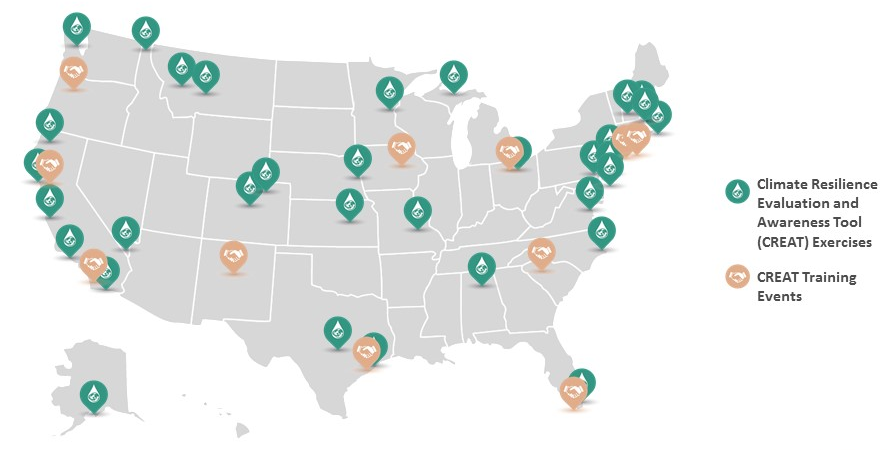 Climate Resilience
Evaluation and
Awareness Tool
(CREAT) Exercises
CREAT Training
Events